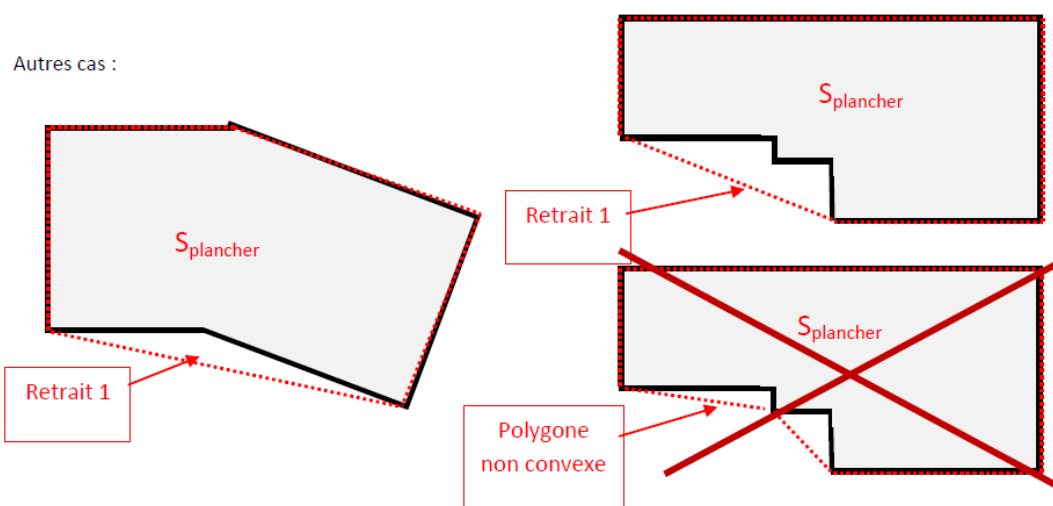 Autres cas :
Splancher
Retrait 1
Splancher
Retrait 1
Splancher
Polygone
non convexe